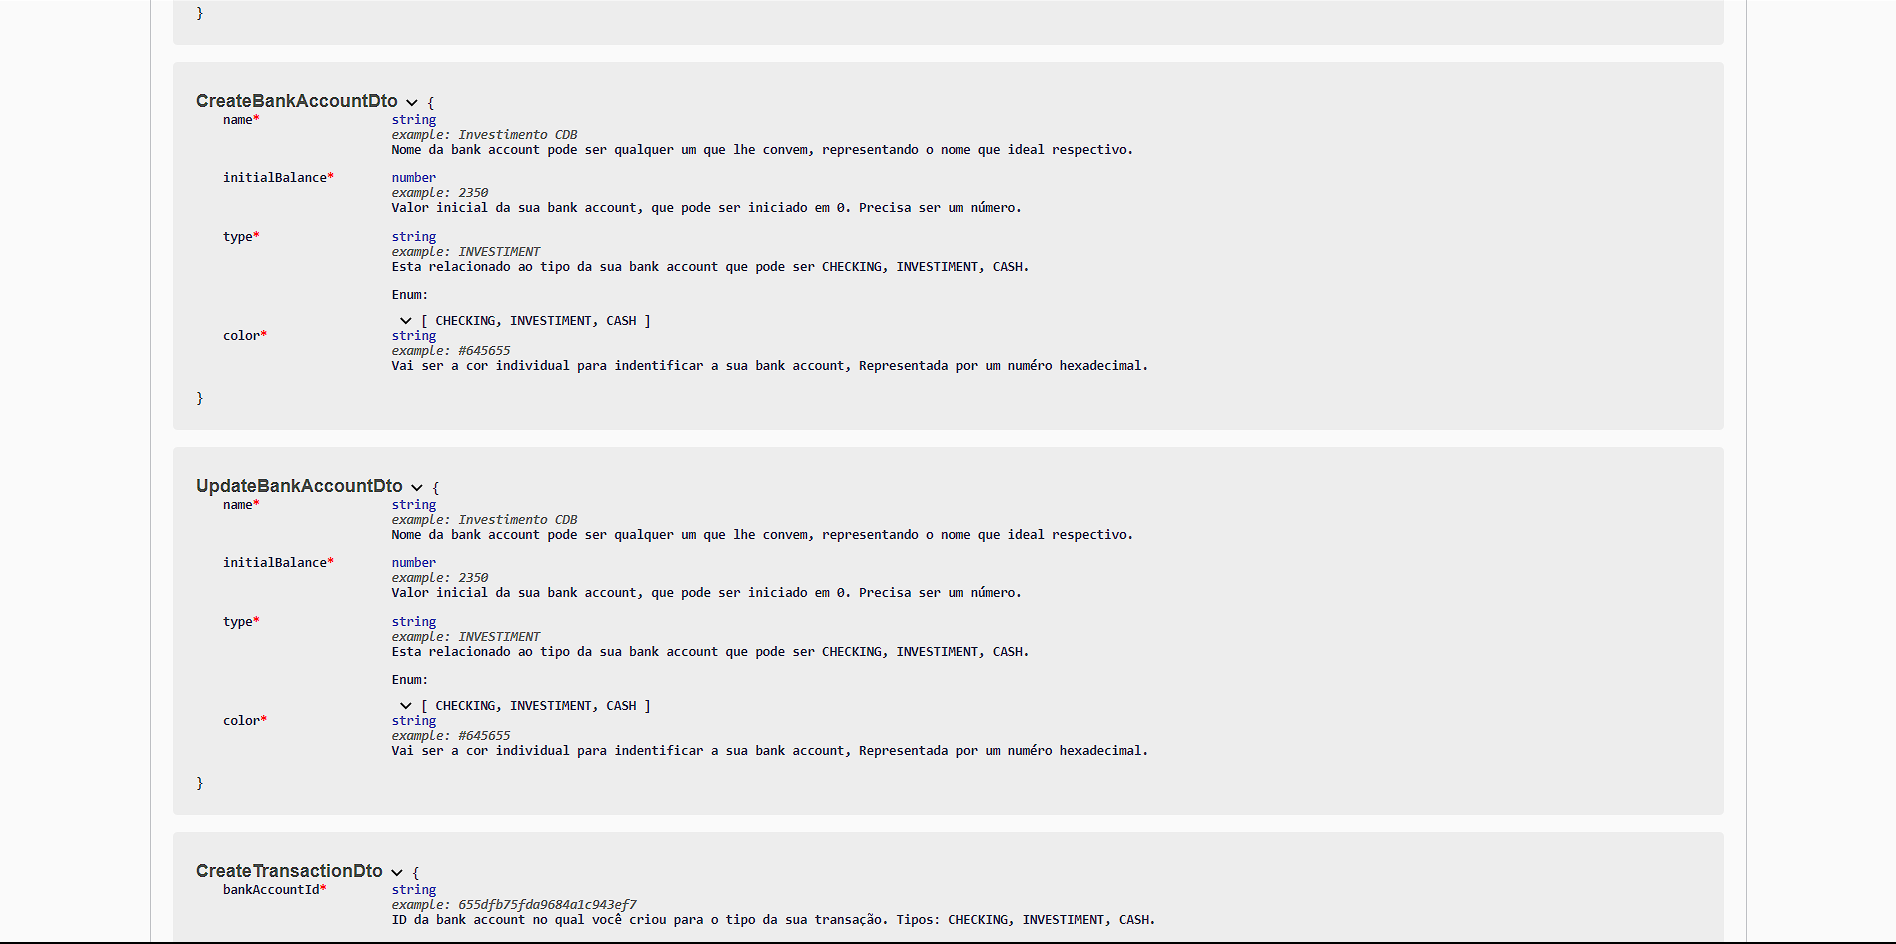 }
CreateBankAccountDto {
name* string
example: Investimento CDB
Nome da bank account pode ser qualquer um que lhe convem, representando o nome que ideal respectivo.
initialBalance* number
example: 2350
Valor inicial da sua bank account, que pode ser iniciado em 0. Precisa ser um número.
type* string
example: INVESTIMENT
Esta relacionado ao tipo da sua bank account que pode ser CHECKING, INVESTIMENT, CASH.
Enum:
[ CHECKING, INVESTIMENT, CASH ]
color* string
example: #645655
Vai ser a cor individual para indentificar a sua bank account, Representada por um numéro hexadecimal.
}
UpdateBankAccountDto {
name* string
example: Investimento CDB
Nome da bank account pode ser qualquer um que lhe convem, representando o nome que ideal respectivo.
initialBalance* number
example: 2350
Valor inicial da sua bank account, que pode ser iniciado em 0. Precisa ser um número.
type* string
example: INVESTIMENT
Esta relacionado ao tipo da sua bank account que pode ser CHECKING, INVESTIMENT, CASH.
Enum:
[ CHECKING, INVESTIMENT, CASH ]
color* string
example: #645655
Vai ser a cor individual para indentificar a sua bank account, Representada por um numéro hexadecimal.
}
CreateTransactionDto {
bankAccountId* string
example: 655dfb75fda9684a1c943ef7
ID da bank account no qual você criou para o tipo da sua transação. Tipos: CHECKING, INVESTIMENT, CASH.